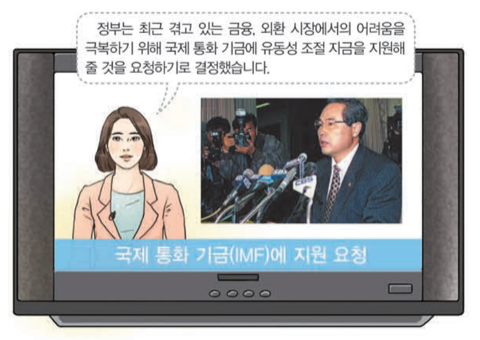 정부는 최근 겪고 있는 금융, 외환 시장에서의 어려움을
극복하기 위해 국제 통화 기금에 유동성 조절 자금을 지원해
줄 것을 요청하기로 결정했습니다.
국제 통화 기금(IMF)에 지원 요청